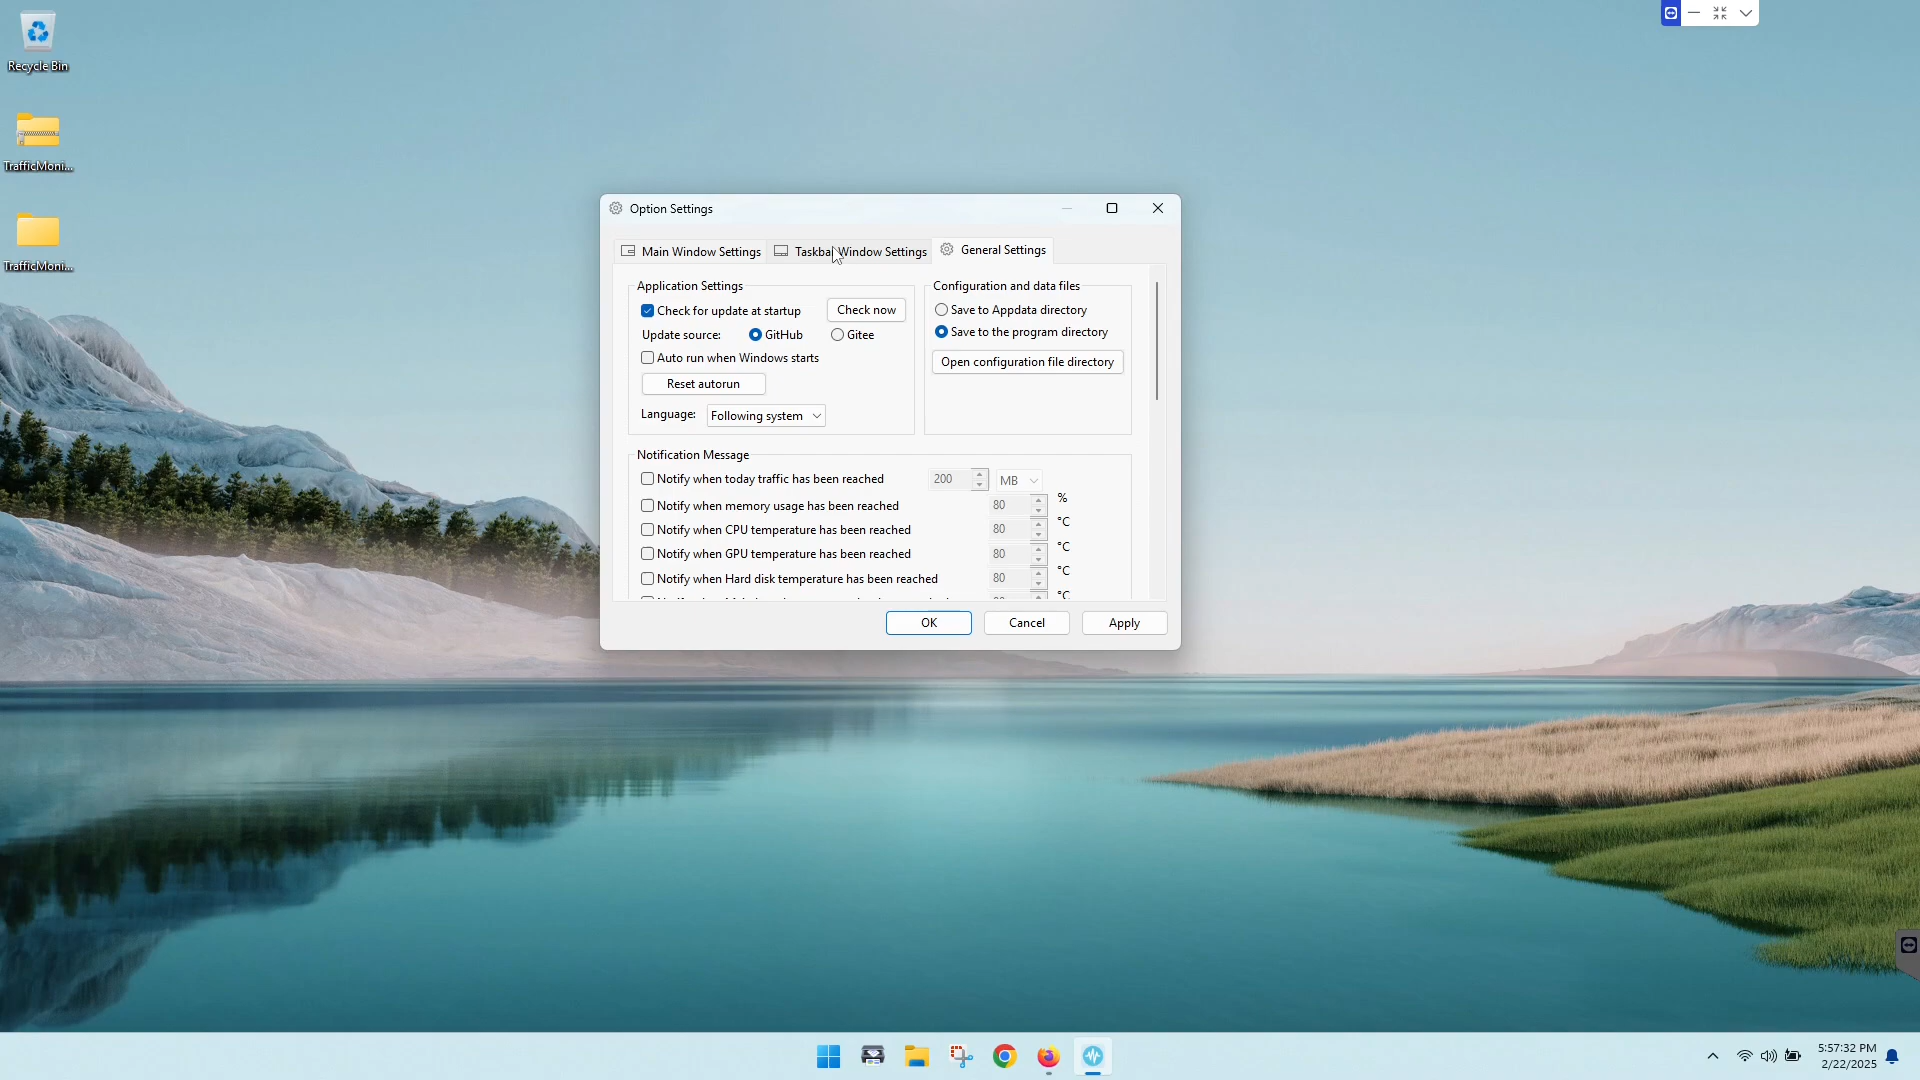 Recycle Bin
TrafficMoni...
TrafficMoni...
Option Settings
Main Window Settings
Taskba Window Settings
General Settings
Application Settings
Check for update at startup
Check now
Update source:
GitHub
Gitee
Auto run when Windows starts
Reset autorun
Language:
Following system
Configuration and data files
Save to Appdata directory
Save to the program directory
Open configuration file directory
Notification Message
Notify when today traffic has been reached 200 MB
Notify when memory usage has been reached 80 %
Notify when CPU temperature has been reached 80 °C
Notify when GPU temperature has been reached 80 °C
Notify when Hard disk temperature has been reached 80 °C
°C
OK
Cancel
Apply
5:57:32 PM
2/22/2025